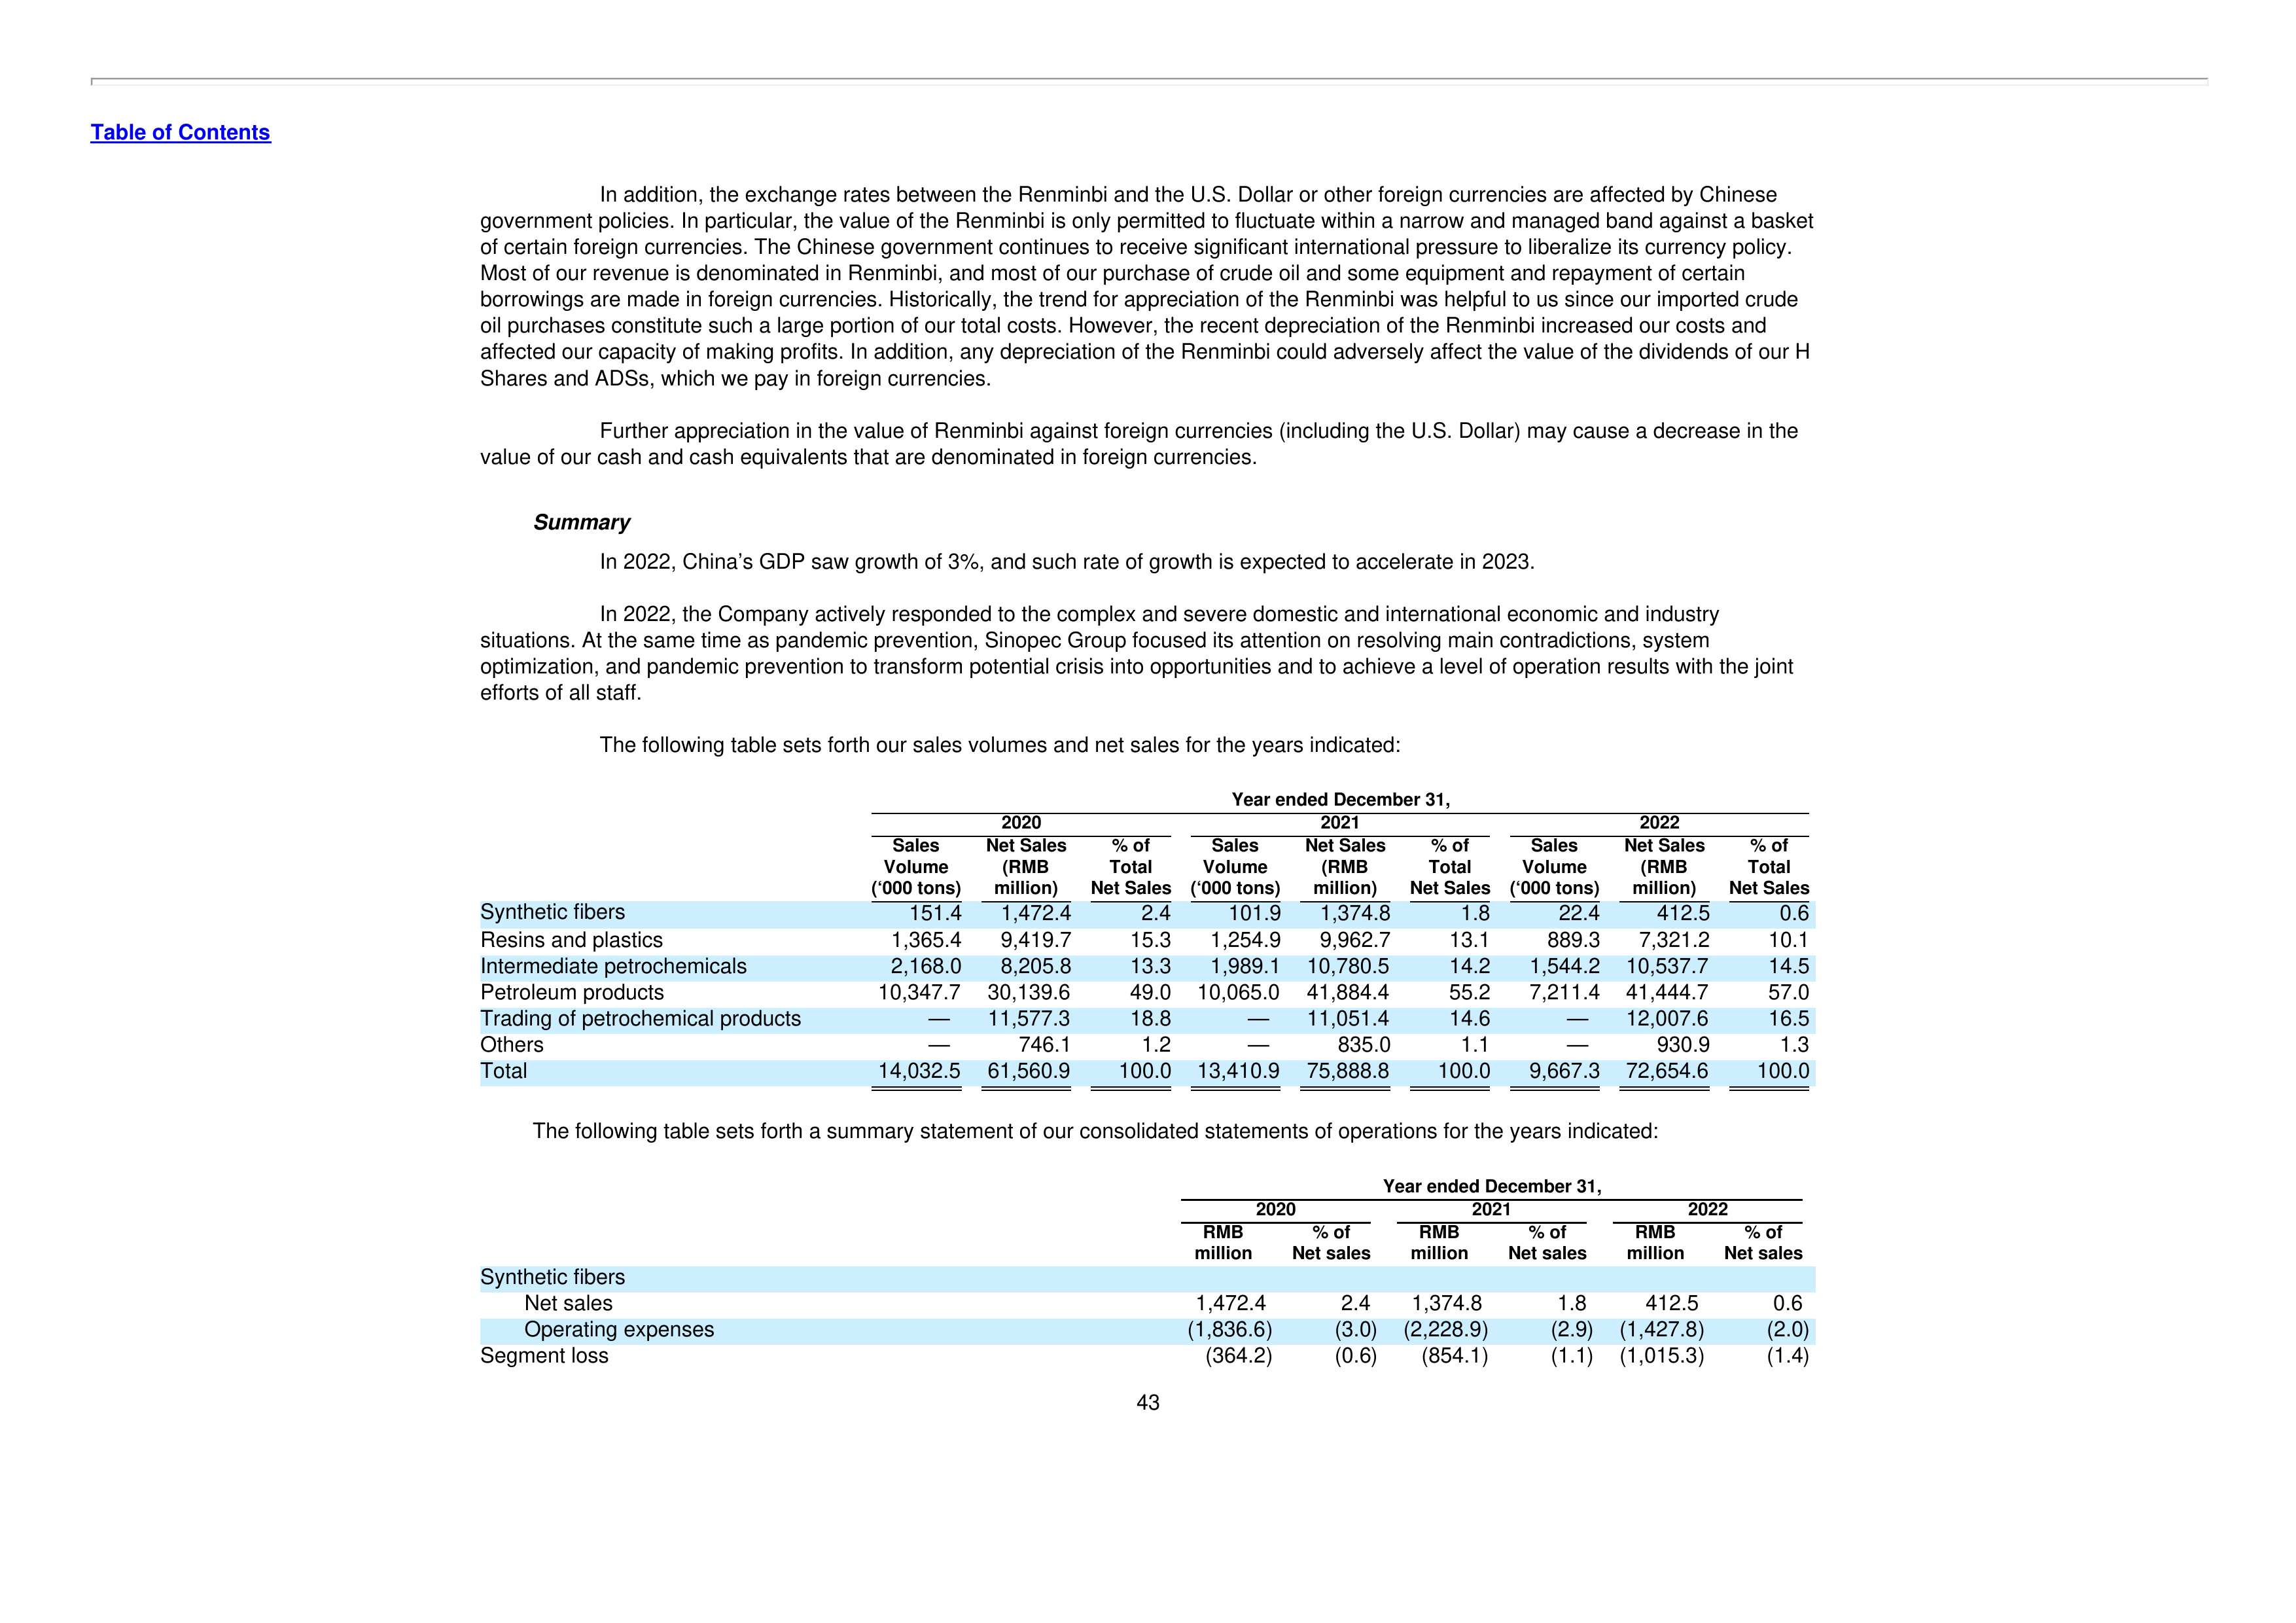 Table of Contents
In addition, the exchange rates between the Renminbi and the U.S. Dollar or other foreign currencies are affected by Chinese
government policies. In particular, the value of the Renminbi is only permitted to fluctuate within a narrow and managed band against a basket
of certain foreign currencies. The Chinese government continues to receive significant international pressure to liberalize its currency policy.
Most of our revenue is denominated in Renminbi, and most of our purchase of crude oil and some equipment and repayment of certain
borrowings are made in foreign currencies. Historically, the trend for appreciation of the Renminbi was helpful to us since our imported crude
oil purchases constitute such a large portion of our total costs. However, the recent depreciation of the Renminbi increased our costs and
affected our capacity of making profits. In addition, any depreciation of the Renminbi could adversely affect the value of the dividends of our H
Shares and ADSs, which we pay in foreign currencies.
Further appreciation in the value of Renminbi against foreign currencies (including the U.S. Dollar) may cause a decrease in the
value of our cash and cash equivalents that are denominated in foreign currencies.
Summary
In 2022, China’s GDP saw growth of 3%, and such rate of growth is expected to accelerate in 2023.
In 2022, the Company actively responded to the complex and severe domestic and international economic and industry
situations. At the same time as pandemic prevention, Sinopec Group focused its attention on resolving main contradictions, system
optimization, and pandemic prevention to transform potential crisis into opportunities and to achieve a level of operation results with the joint
efforts of all staff.
The following table sets forth our sales volumes and net sales for the years indicated:
Year ended December 31,
2020 2021 2022
Sales Net Sales % of Sales Net Sales % of Sales Net Sales % of
Volume (RMB Total Volume (RMB Total Volume (RMB Total
(‘000 tons) million) Net Sales (‘000 tons) million) Net Sales (‘000 tons) million) Net Sales
Synthetic fibers 151.4 1,472.4 2.4 101.9 1,374.8 1.8 22.4 412.5 0.6
Resins and plastics 1,365.4 9,419.7 15.3 1,254.9 9,962.7 13.1 889.3 7,321.2 10.1
Intermediate petrochemicals 2,168.0 8,205.8 13.3 1,989.1 10,780.5 14.2 1,544.2 10,537.7 14.5
Petroleum products 10,347.7 30,139.6 49.0 10,065.0 41,884.4 55.2 7,211.4 41,444.7 57.0
Trading of petrochemical products — 11,577.3 18.8 — 11,051.4 14.6 — 12,007.6 16.5
Others — 746.1 1.2 — 835.0 1.1 — 930.9 1.3
Total 14,032.5 61,560.9 100.0 13,410.9 75,888.8 100.0 9,667.3 72,654.6 100.0
The following table sets forth a summary statement of our consolidated statements of operations for the years indicated:
Year ended December 31,
2020 2021 2022
RMB % of RMB % of RMB % of
million Net sales million Net sales million Net sales
Synthetic fibers
Net sales 1,472.4 2.4 1,374.8 1.8 412.5 0.6
Operating expenses (1,836.6) (3.0) (2,228.9) (2.9) (1,427.8) (2.0)
Segment loss (364.2) (0.6) (854.1) (1.1) (1,015.3) (1.4)
43